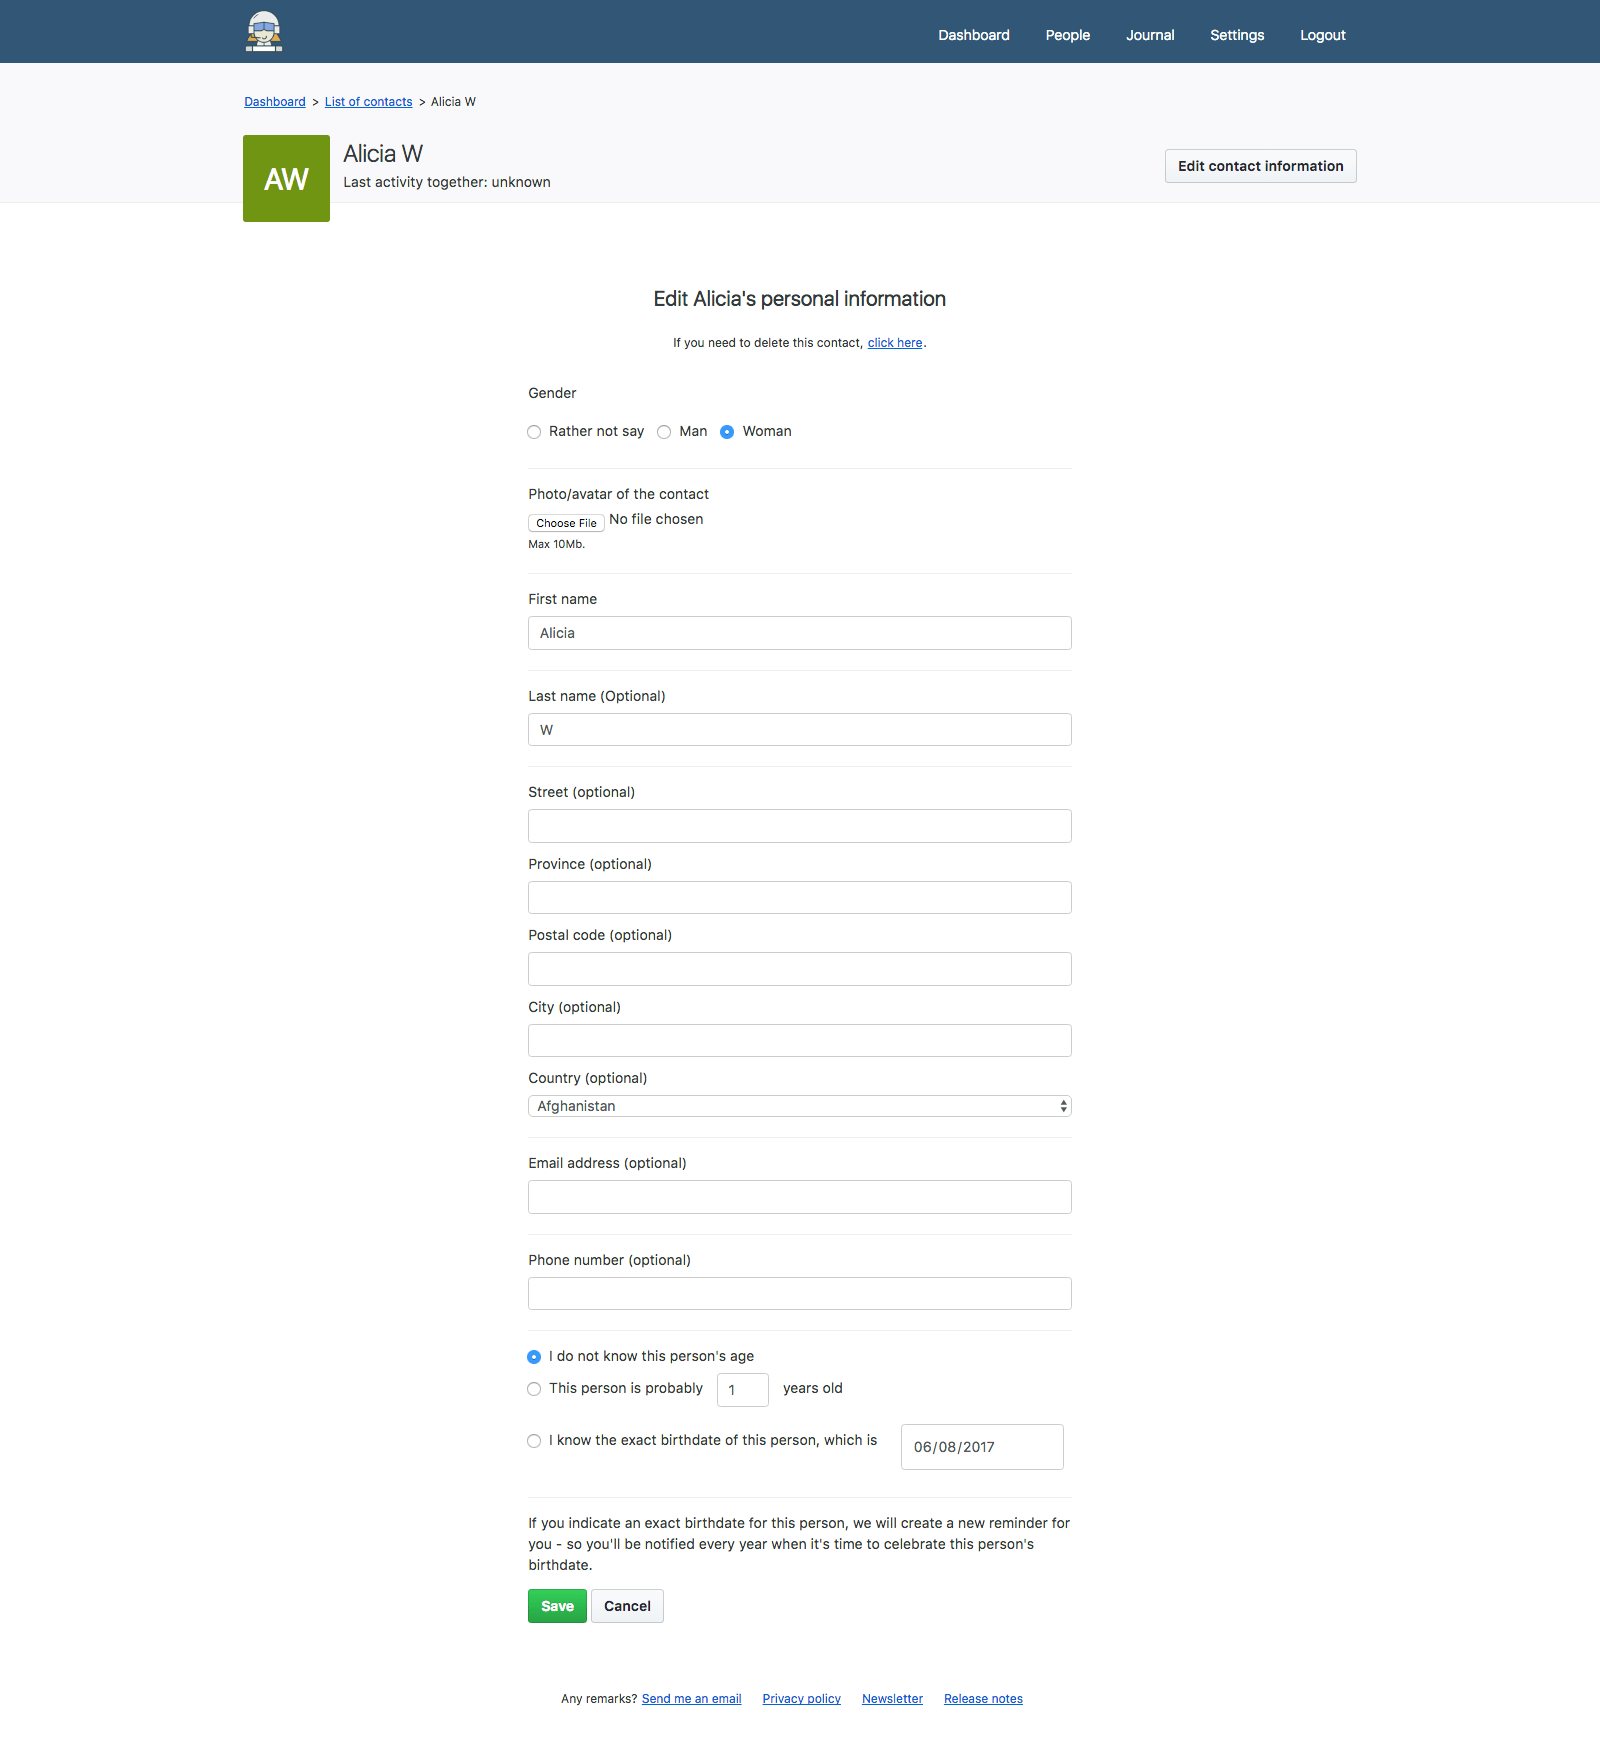 Dashboard People Journal Settings Logout
Dashboard > List of contacts > Alicia W
AW
Alicia W
Last activity together: unknown
Edit contact information
Edit Alicia's personal information
If you need to delete this contact, click here.
Gender
Rather not say Man Woman
Photo/avatar of the contact
Choose File No file chosen
Max 10Mb.
First name
Alicia
Last name (Optional)
W
Street (optional)
Province (optional)
Postal code (optional)
City (optional)
Country (optional)
Afghanistan
Email address (optional)
Phone number (optional)
I do not know this person's age
This person is probably 1 years old
I know the exact birthdate of this person, which is 06/08/2017
If you indicate an exact birthdate for this person, we will create a new reminder for
you - so you'll be notified every year when it's time to celebrate this person's
birthdate.
Save Cancel
Any remarks? Send me an email Privacy policy Newsletter Release notes